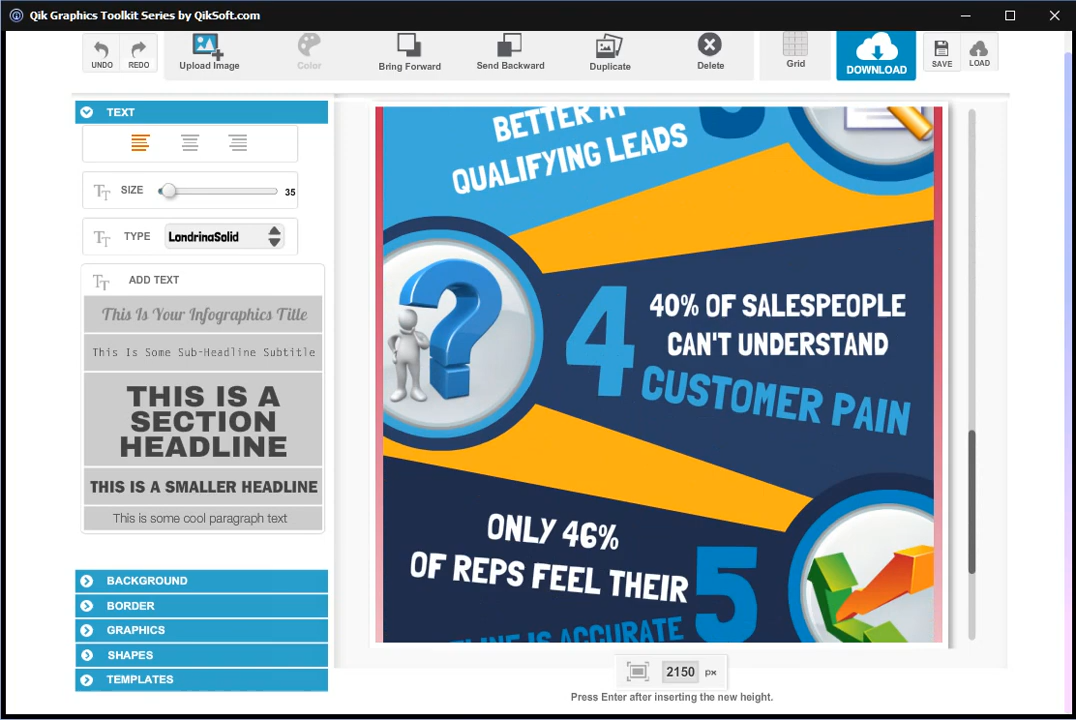 Qik Graphics Toolkit Series by QikSoft.com
UNDO
REDO
Upload Image
Color
Bring Forward
Send Backward
Duplicate
Delete
Grid
DOWNLOAD
SAVE
LOAD
TEXT
SIZE
35
TYPE
LondrinaSolid
ADD TEXT
This Is Your Infographics Title
This Is Some Sub-Headline Subtitle
THIS IS A
SECTION
HEADLINE
THIS IS A SMALLER HEADLINE
This is some cool paragraph text
BACKGROUND
BORDER
GRAPHICS
SHAPES
TEMPLATES
BETTER AT
QUALIFYING LEADS
4
40% OF SALESPEOPLE
CAN'T UNDERSTAND
CUSTOMER PAIN
ONLY 46%
OF REPS FEEL THEIR
5
IS ACCURATE
2150 px
Press Enter after inserting the new height.